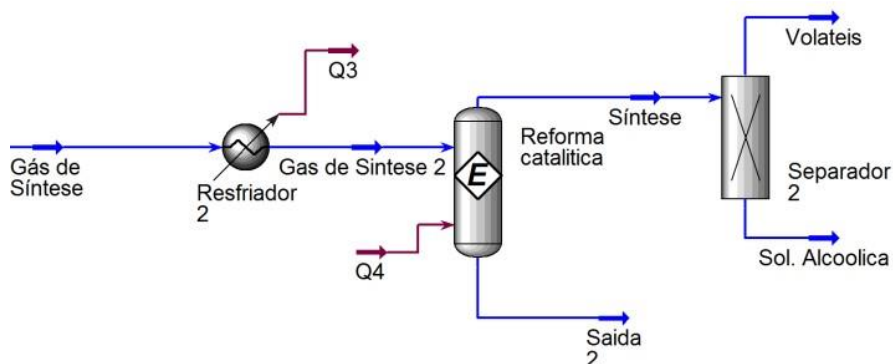 Q3
Volateis
Gás de
Síntese
Resfriador
2
Gas de Sintese 2
E
Reforma
catalitica
Síntese
Separador
2
Q4
Sol. Alcoolica
Saida
2